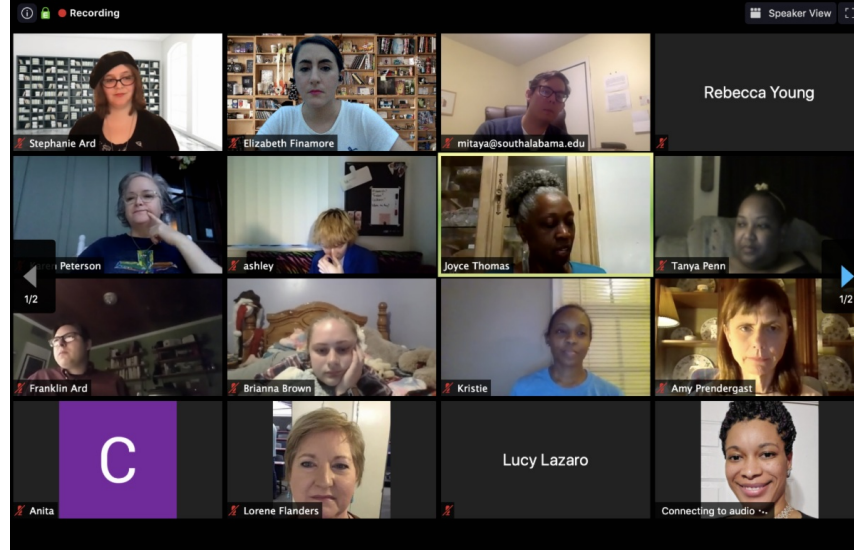 Recording
Speaker View
Stephanie Ard
Elizabeth Finamore
mitaya@southalabama.edu
Rebecca Young
Peterson
ashley
Joyce Thomas
Tanya Penn
1/2
1/2
Franklin Ard
Brianna Brown
Kristie
Amy Prendergast
C
Anita
Lorene Flanders
Lucy Lazaro
Connecting to audio ···